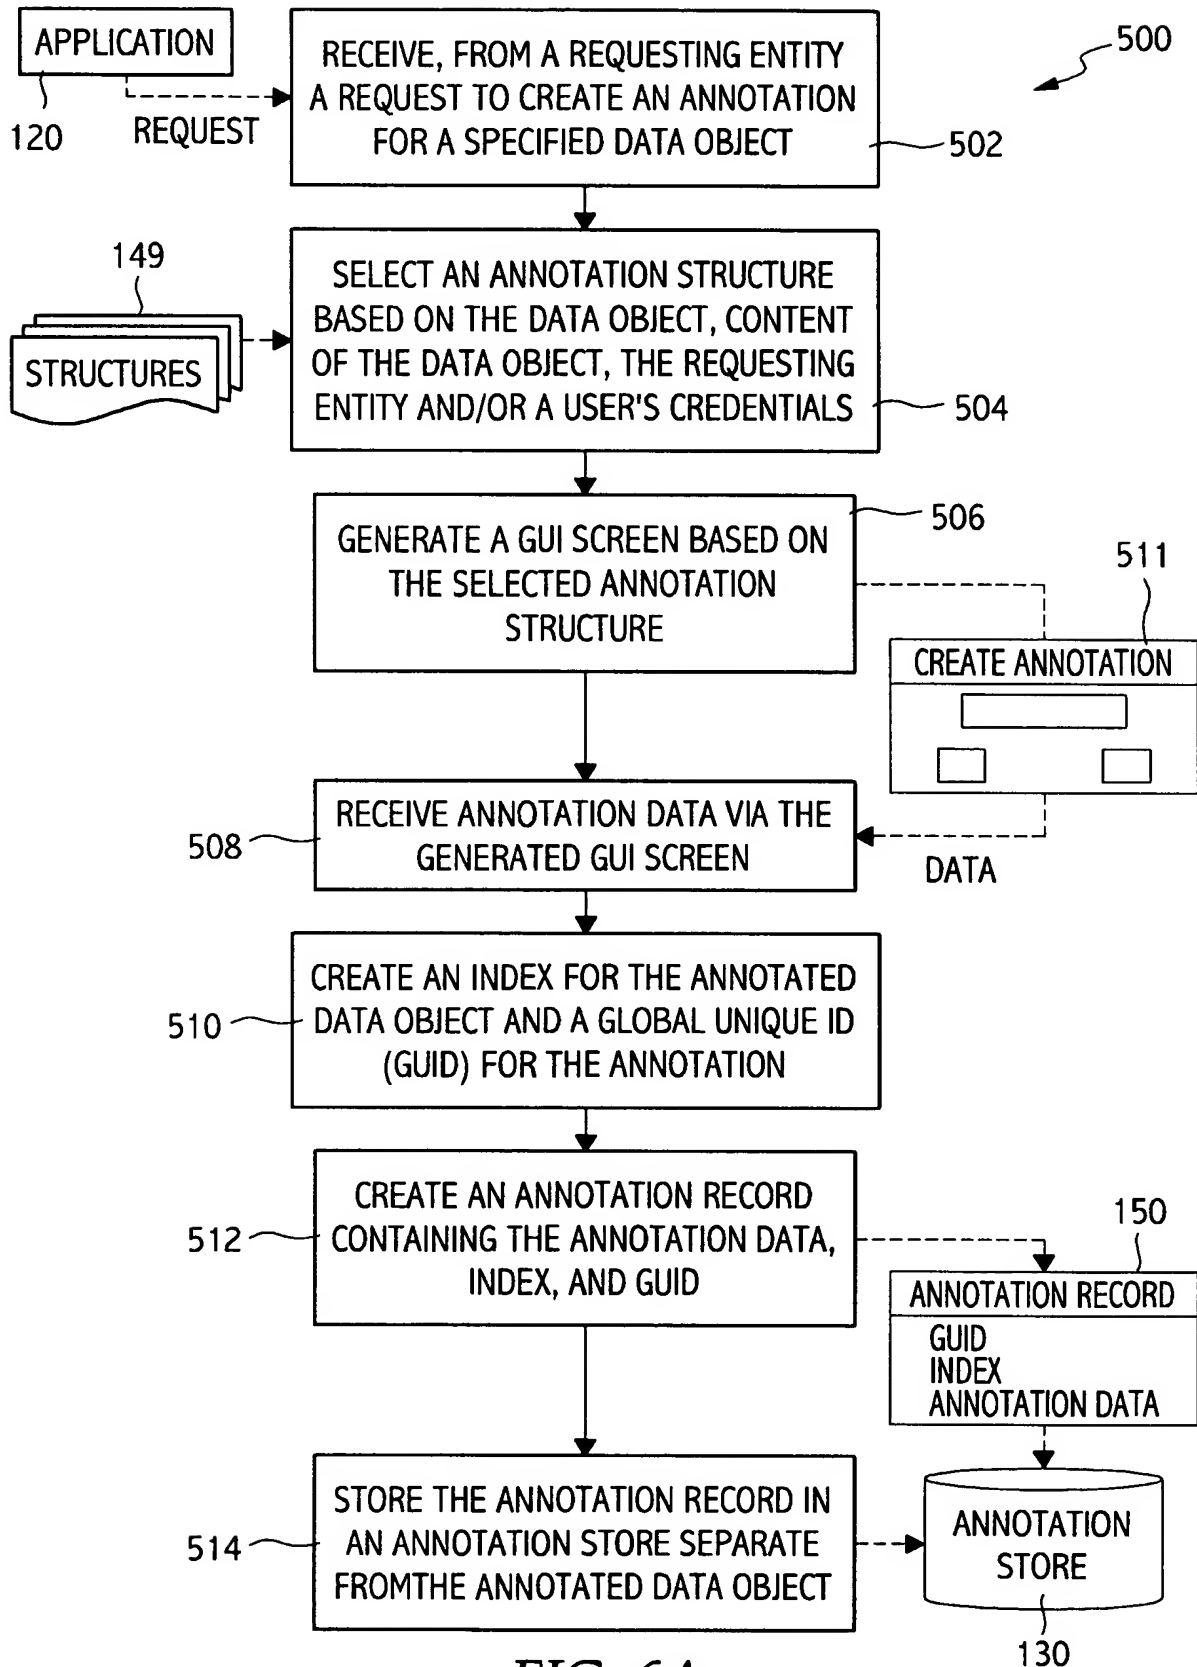 APPLICATION
120
REQUEST
RECEIVE, FROM A REQUESTING ENTITY
A REQUEST TO CREATE AN ANNOTATION
FOR A SPECIFIED DATA OBJECT
500
502
149
STRUCTURES
SELECT AN ANNOTATION STRUCTURE
BASED ON THE DATA OBJECT, CONTENT
OF THE DATA OBJECT, THE REQUESTING
ENTITY AND/OR A USER'S CREDENTIALS
504
GENERATE A GUI SCREEN BASED ON
THE SELECTED ANNOTATION
STRUCTURE
506
511
CREATE ANNOTATION
508
RECEIVE ANNOTATION DATA VIA THE
GENERATED GUI SCREEN
DATA
510
CREATE AN INDEX FOR THE ANNOTATED
DATA OBJECT AND A GLOBAL UNIQUE ID
(GUID) FOR THE ANNOTATION
512
CREATE AN ANNOTATION RECORD
CONTAINING THE ANNOTATION DATA,
INDEX, AND GUID
150
ANNOTATION RECORD
GUID
INDEX
ANNOTATION DATA
514
STORE THE ANNOTATION RECORD IN
AN ANNOTATION STORE SEPARATE
FROMTHE ANNOTATED DATA OBJECT
ANNOTATION
STORE
130
FIG. 6A